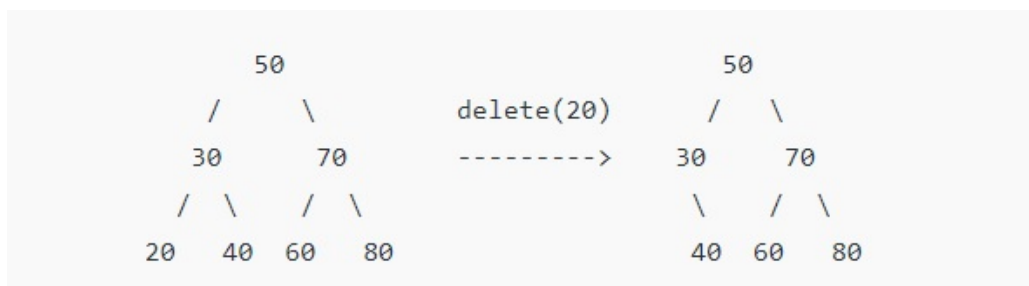 50                            50
/     \     delete(20)     /   \
30      70     --------->    30     70
/  \    /  \                   \    /  \
20   40  60   80                   40  60   80